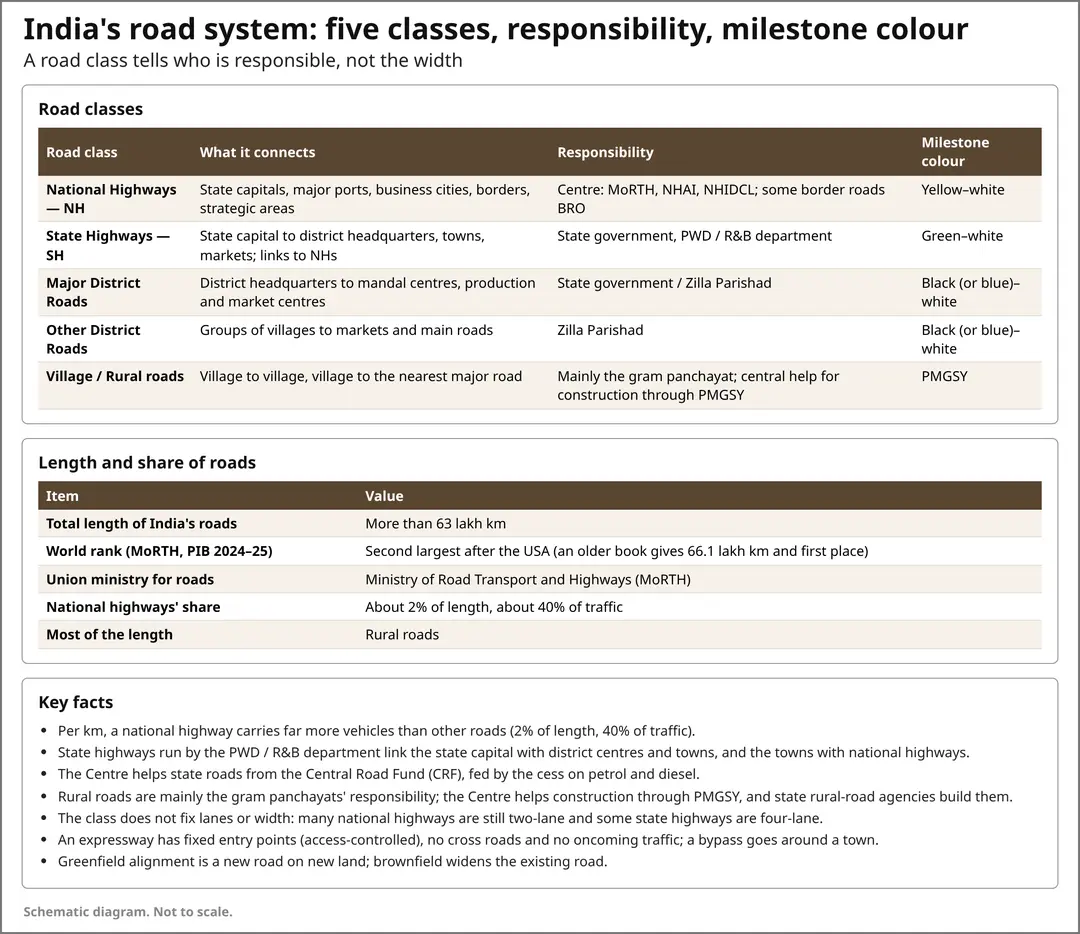 India's road system: five classes, responsibility, milestone colour
A road class tells who is responsible, not the width
Road classes
Road class What it connects Responsibility Milestone colour
National Highways — NH State capitals, major ports, business cities, borders, strategic areas Centre: MoRTH, NHAI, NHIDCL; some border roads BRO Yellow–white
State Highways — SH State capital to district headquarters, towns, markets; links to NHs State government, PWD / R&B department Green–white
Major District Roads District headquarters to mandal centres, production and market centres State government / Zilla Parishad Black (or blue)–white
Other District Roads Groups of villages to markets and main roads Zilla Parishad Black (or blue)–white
Village / Rural roads Village to village, village to the nearest major road Mainly the gram panchayat; central help for construction through PMGSY PMGSY
Length and share of roads
Item Value
Total length of India's roads More than 63 lakh km
World rank (MoRTH, PIB 2024–25) Second largest after the USA (an older book gives 66.1 lakh km and first place)
Union ministry for roads Ministry of Road Transport and Highways (MoRTH)
National highways' share About 2% of length, about 40% of traffic
Most of the length Rural roads
Key facts
• Per km, a national highway carries far more vehicles than other roads (2% of length, 40% of traffic).
• State highways run by the PWD / R&B department link the state capital with district centres and towns, and the towns with national highways.
• The Centre helps state roads from the Central Road Fund (CRF), fed by the cess on petrol and diesel.
• Rural roads are mainly the gram panchayats' responsibility; the Centre helps construction through PMGSY, and state rural-road agencies build them.
• The class does not fix lanes or width: many national highways are still two-lane and some state highways are four-lane.
• An expressway has fixed entry points (access-controlled), no cross roads and no oncoming traffic; a bypass goes around a town.
• Greenfield alignment is a new road on new land; brownfield widens the existing road.
Schematic diagram. Not to scale.